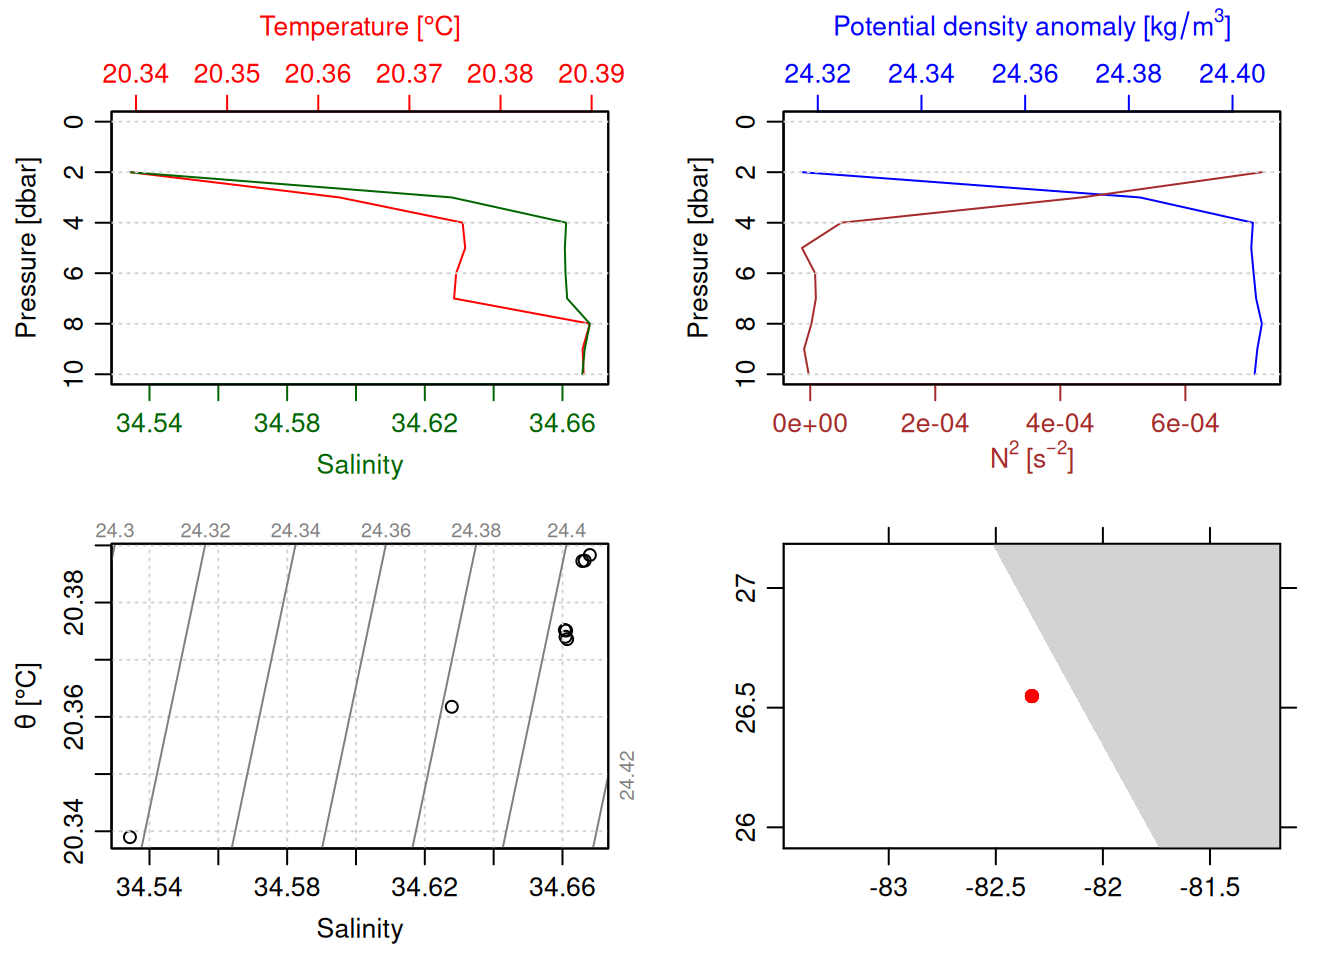 Temperature [°C]
20.34 20.35 20.36 20.37 20.38 20.39
Pressure [dbar]
0
2
4
6
8
10
34.54 34.58 34.62 34.66
Salinity
Potential density anomaly [kg/m³]
24.32 24.34 24.36 24.38 24.40
Pressure [dbar]
0
2
4
6
8
10
0e+00 2e-04 4e-04 6e-04
N² [s⁻²]
24.3 24.32 24.34 24.36 24.38 24.4
24.42
θ [°C]
20.38
20.36
20.34
34.54 34.58 34.62 34.66
Salinity
27
26.5
26
-83 -82.5 -82 -81.5